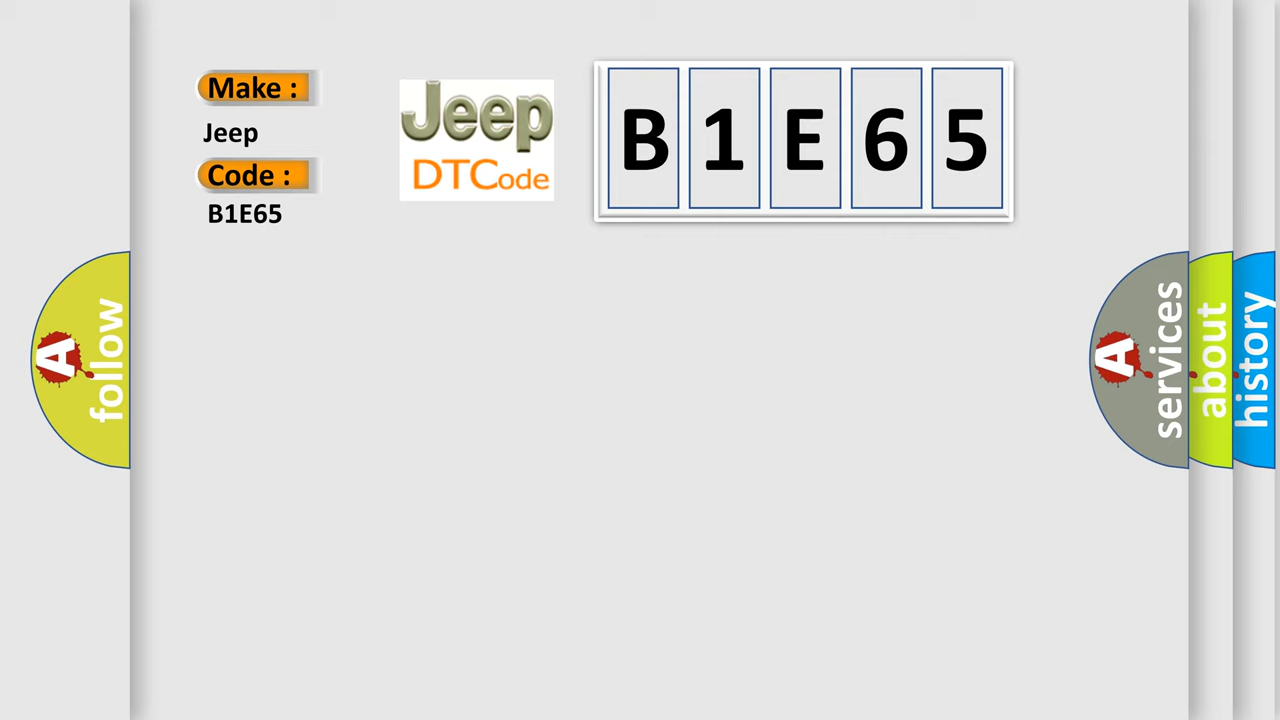 Make :
Jeep
Code :
B1E65
Jeep
DTCode
B 1 E 6 5
A follow
A services
about
history